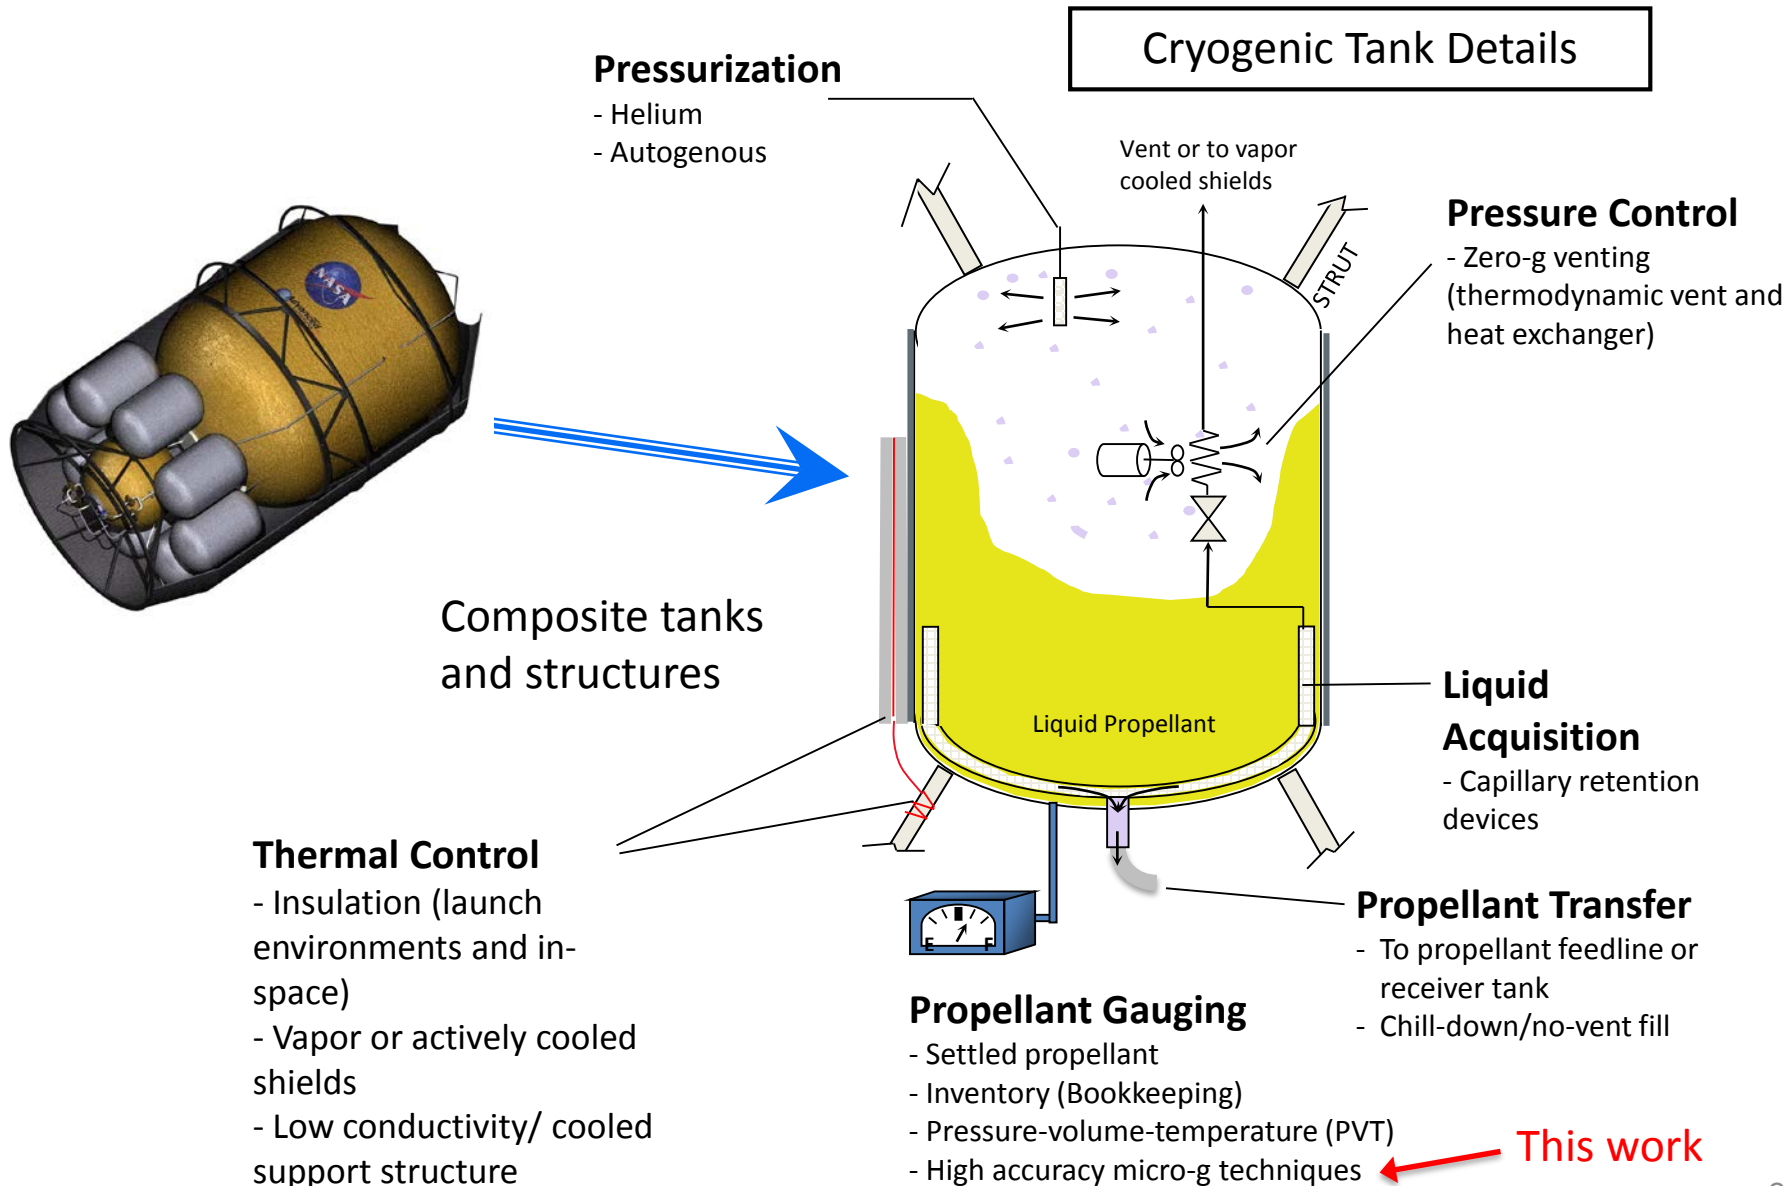 Cryogenic Tank Details
Pressurization
- Helium
- Autogenous
Vent or to vapor
cooled shields
Pressure Control
- Zero-g venting
(thermodynamic vent and
heat exchanger)
STRUT
NASA
Composite tanks
and structures
Liquid Propellant
Liquid
Acquisition
- Capillary retention
devices
Thermal Control
- Insulation (launch
environments and in-
space)
- Vapor or actively cooled
shields
- Low conductivity/ cooled
support structure
E F
Propellant Transfer
- To propellant feedline or
receiver tank
- Chill-down/no-vent fill
Propellant Gauging
- Settled propellant
- Inventory (Bookkeeping)
- Pressure-volume-temperature (PVT)
- High accuracy micro-g techniques
This work